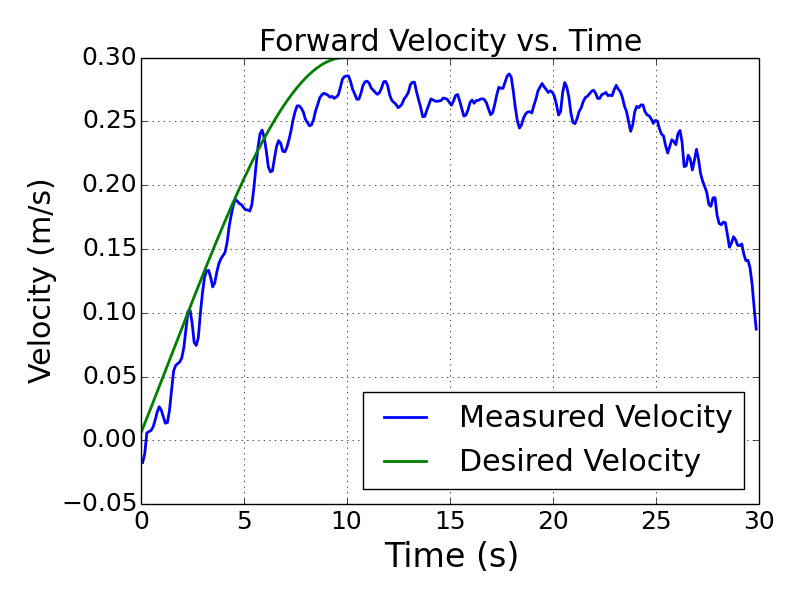 Forward Velocity vs. Time
0.30
0.25
0.20
0.15
0.10
0.05
0.00
−0.05
Velocity (m/s)
Measured Velocity
Desired Velocity
0 5 10 15 20 25 30
Time (s)